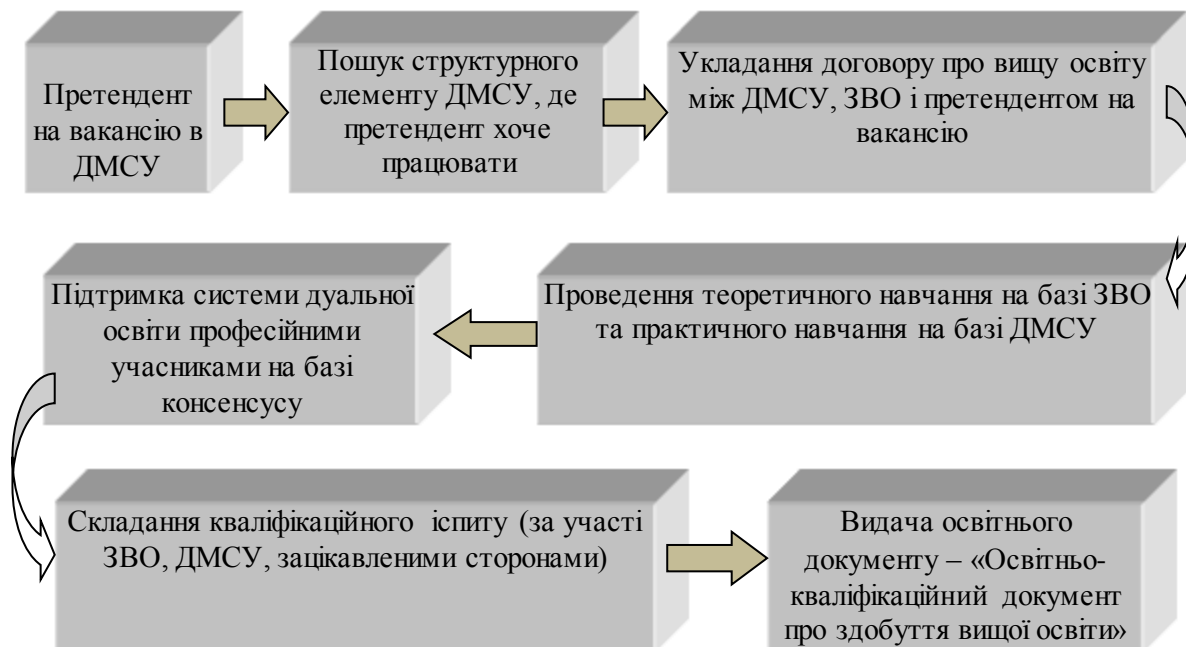 Претендент
на вакансію в
ДМСУ
Пошук структурного
елементу ДМСУ, де
претендент хоче
працювати
Укладання договору про вищу освіту
між ДМСУ, ЗВО і претендентом на
вакансію
Проведення теоретичного навчання на базі ЗВО
та практичного навчання на базі ДМСУ
Підтримка системи дуальної
освіти професійними
учасниками на базі
консенсусу
Складання кваліфікаційного іспиту (за участі
ЗВО, ДМСУ, зацікавленими сторонами)
Видача освітнього
документу – «Освітньо-
кваліфікаційний документ
про здобуття вищої освіти»